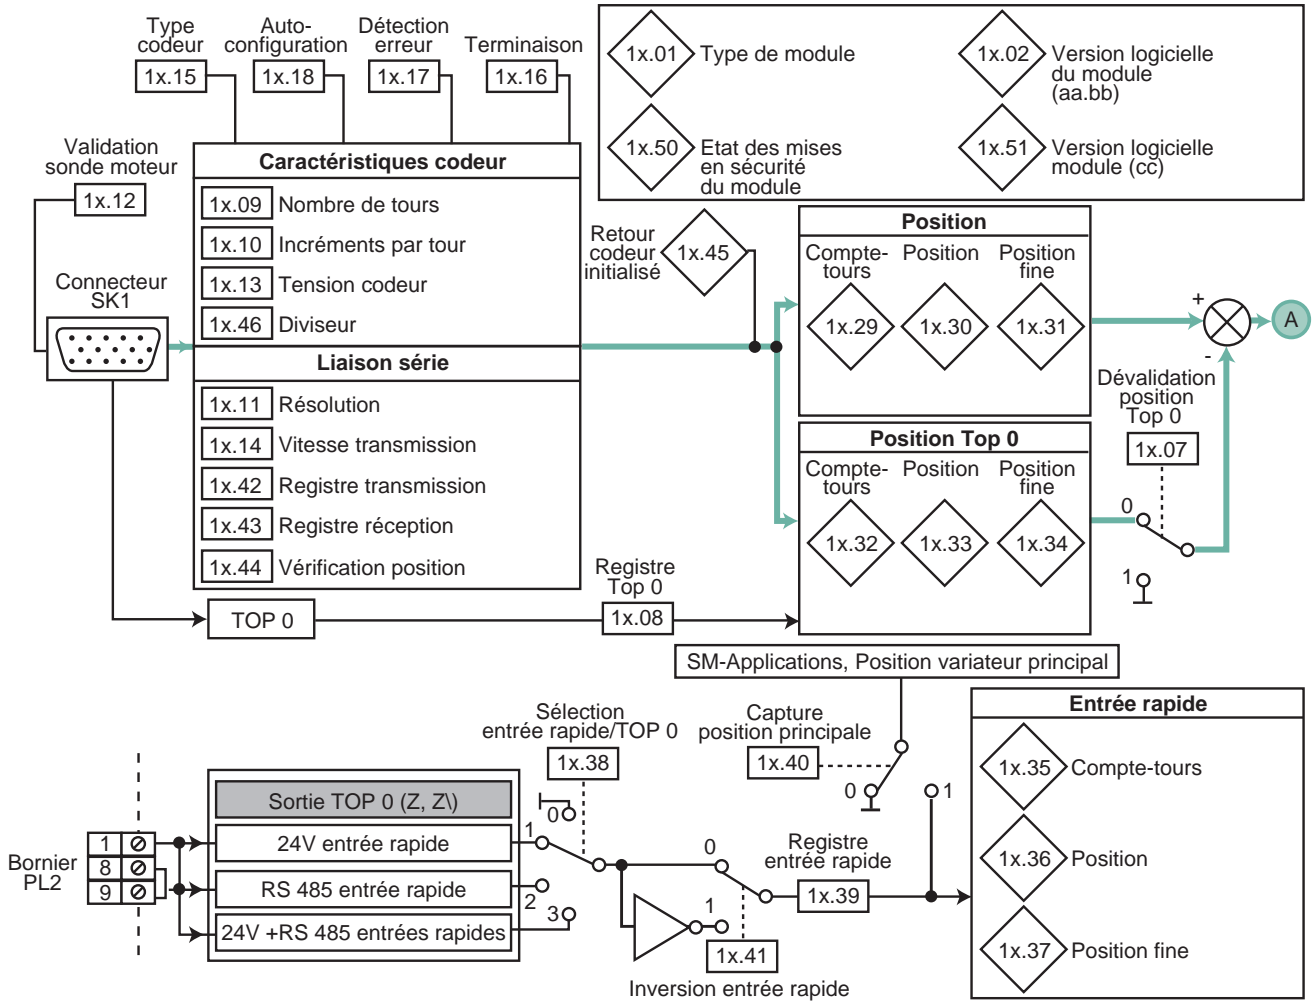 Type
codeur
1x.15
Auto-
configuration
1x.18
Détection
erreur
1x.17
Terminaison
1x.16
1x.01
Type de module
1x.02
Version logicielle
du module
(aa.bb)
1x.50
Etat des mises
en sécurité
du module
1x.51
Version logicielle
module (cc)
Validation
sonde moteur
1x.12
Connecteur
SK1
Caractéristiques codeur
1x.09 Nombre de tours
1x.10 Incréments par tour
1x.13 Tension codeur
1x.46 Diviseur
Liaison série
1x.11 Résolution
1x.14 Vitesse transmission
1x.42 Registre transmission
1x.43 Registre réception
1x.44 Vérification position
Retour
codeur
initialisé
1x.45
Position
Compte-
tours
Position
Position
fine
1x.29
1x.30
1x.31
+
-
A
Position Top 0
Compte-
tours
Position
Position
fine
1x.32
1x.33
1x.34
Dévalidation
position
Top 0
1x.07
0
1
TOP 0
Registre
Top 0
1x.08
SM-Applications, Position variateur principal
Sélection
entrée rapide/TOP 0
1x.38
Capture
position principale
1x.40
0
1
Bornier
PL2
1
8
9
Sortie TOP 0 (Z, Z\)
24V entrée rapide
RS 485 entrée rapide
24V +RS 485 entrées rapides
0
1
2
3
0
1
1x.41
Inversion entrée rapide
Registre
entrée rapide
1x.39
Entrée rapide
1x.35 Compte-tours
1x.36 Position
1x.37 Position fine